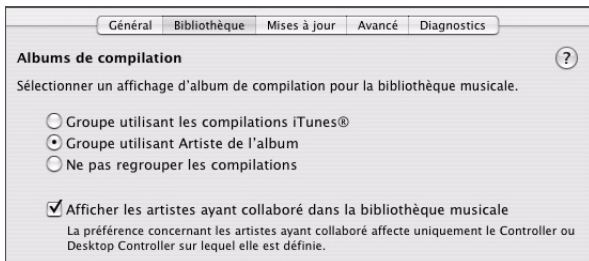 Général Bibliothèque Mises à jour Avancé Diagnostics
Albums de compilation ?
Sélectionner un affichage d'album de compilation pour la bibliothèque musicale.
Groupe utilisant les compilations iTunes®
Groupe utilisant Artiste de l'album
Ne pas regrouper les compilations
Afficher les artistes ayant collaboré dans la bibliothèque musicale
La préférence concernant les artistes ayant collaboré affecte uniquement le Controller ou
Desktop Controller sur lequel elle est définie.